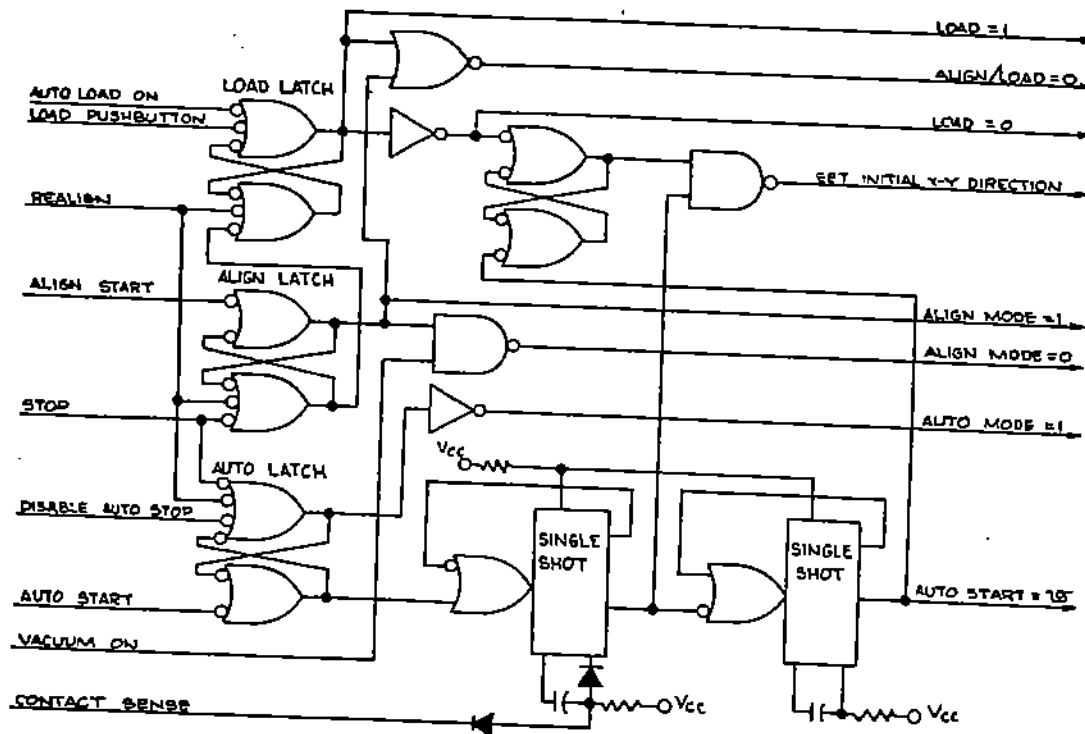 LOAD = 1
ALIGN/LOAD = 0
LOAD LATCH
AUTO LOAD ON
LOAD PUSHBUTTON
LOAD = 0
SET INITIAL X-Y DIRECTION
REALIGN
ALIGN LATCH
ALIGN START
ALIGN MODE = 1
ALIGN MODE = 0
STOP
AUTO MODE = 1
VCC
AUTO LATCH
DISABLE AUTO STOP
SINGLE SHOT
SINGLE SHOT
AUTO START
AUTO START =
VACUUM ON
CONTACT SENSE
VCC
VCC